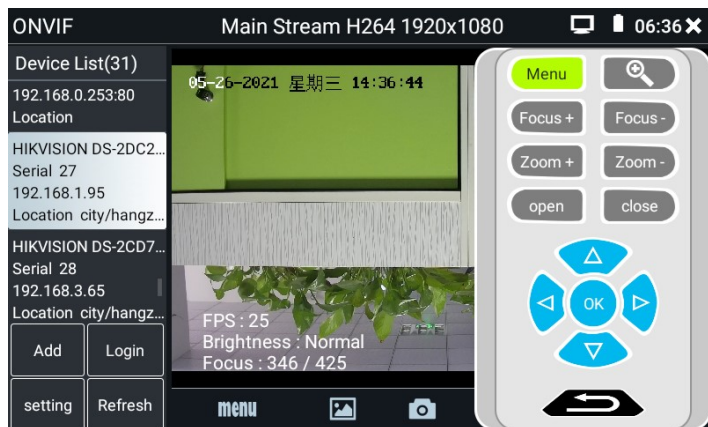 ONVIF
Main Stream H264 1920x1080
06:36
Device List(31)
192.168.0.253:80
Location
HIKVISION DS-2DC2...
Serial 27
192.168.1.95
Location city/hangz...
HIKVISION DS-2CD7...
Serial 28
192.168.3.65
Location city/hangz...
Add
Login
setting
Refresh
05-26-2021 星期三 14:36:44
FPS : 25
Brightness : Normal
Focus : 346 / 425
menu
Menu
Focus +
Focus -
Zoom +
Zoom -
open
close
OK